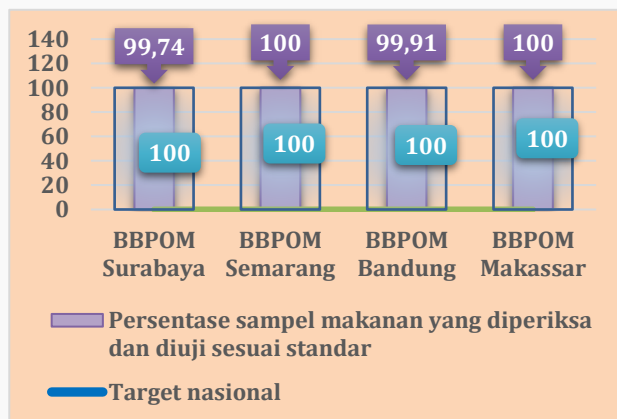 140
120
100
80
60
40
20
0
99,74
100
99,91
100
100
100
100
100
BBPOM
Surabaya
BBPOM
Semarang
BBPOM
Bandung
BBPOM
Makassar
Persentase sampel makanan yang diperiksa
dan diuji sesuai standar
Target nasional